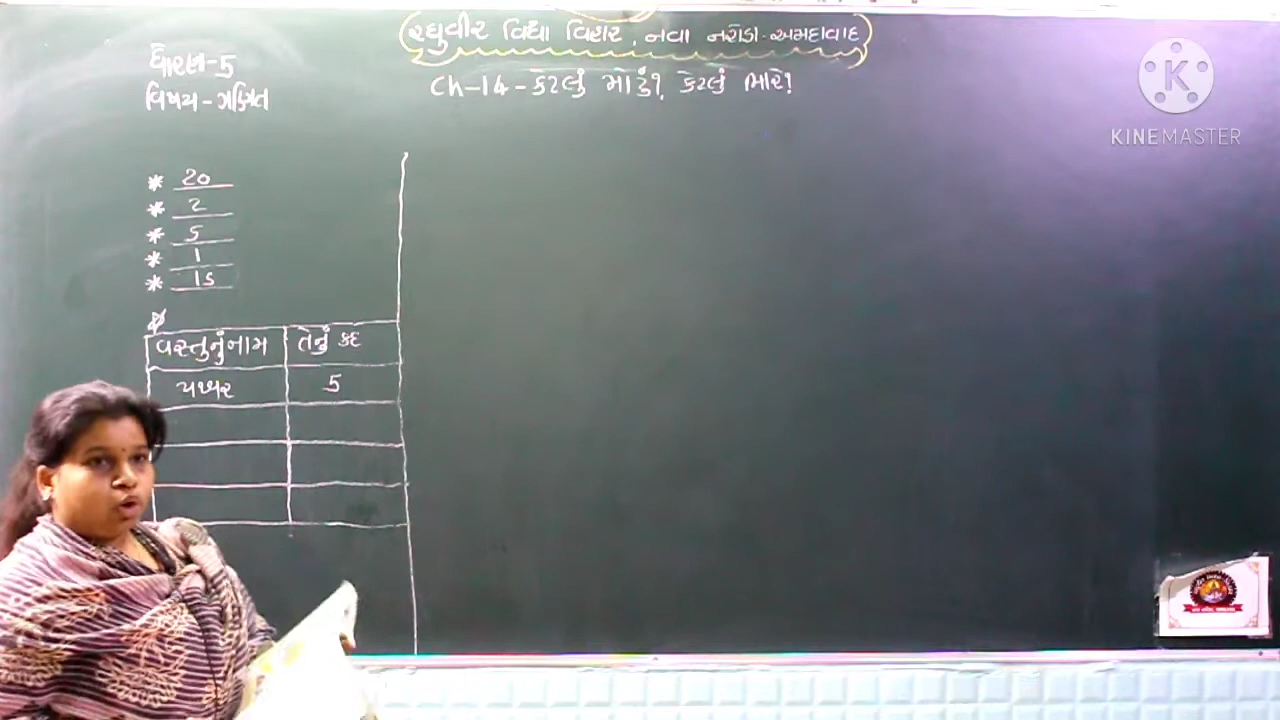 રઘુવીર વિદ્યા વિહાર, નવા નરોડા-અમદાવાદ
Ch-14-કેટલું મોટું?, કેટલું ભારે?
ધોરણ-5
વિષય-ગણિત
KINEMASTER
* 20
* 2
* 5
* 1
* 15
વસ્તુનું નામ તેનું કદ
પથ્થર 5